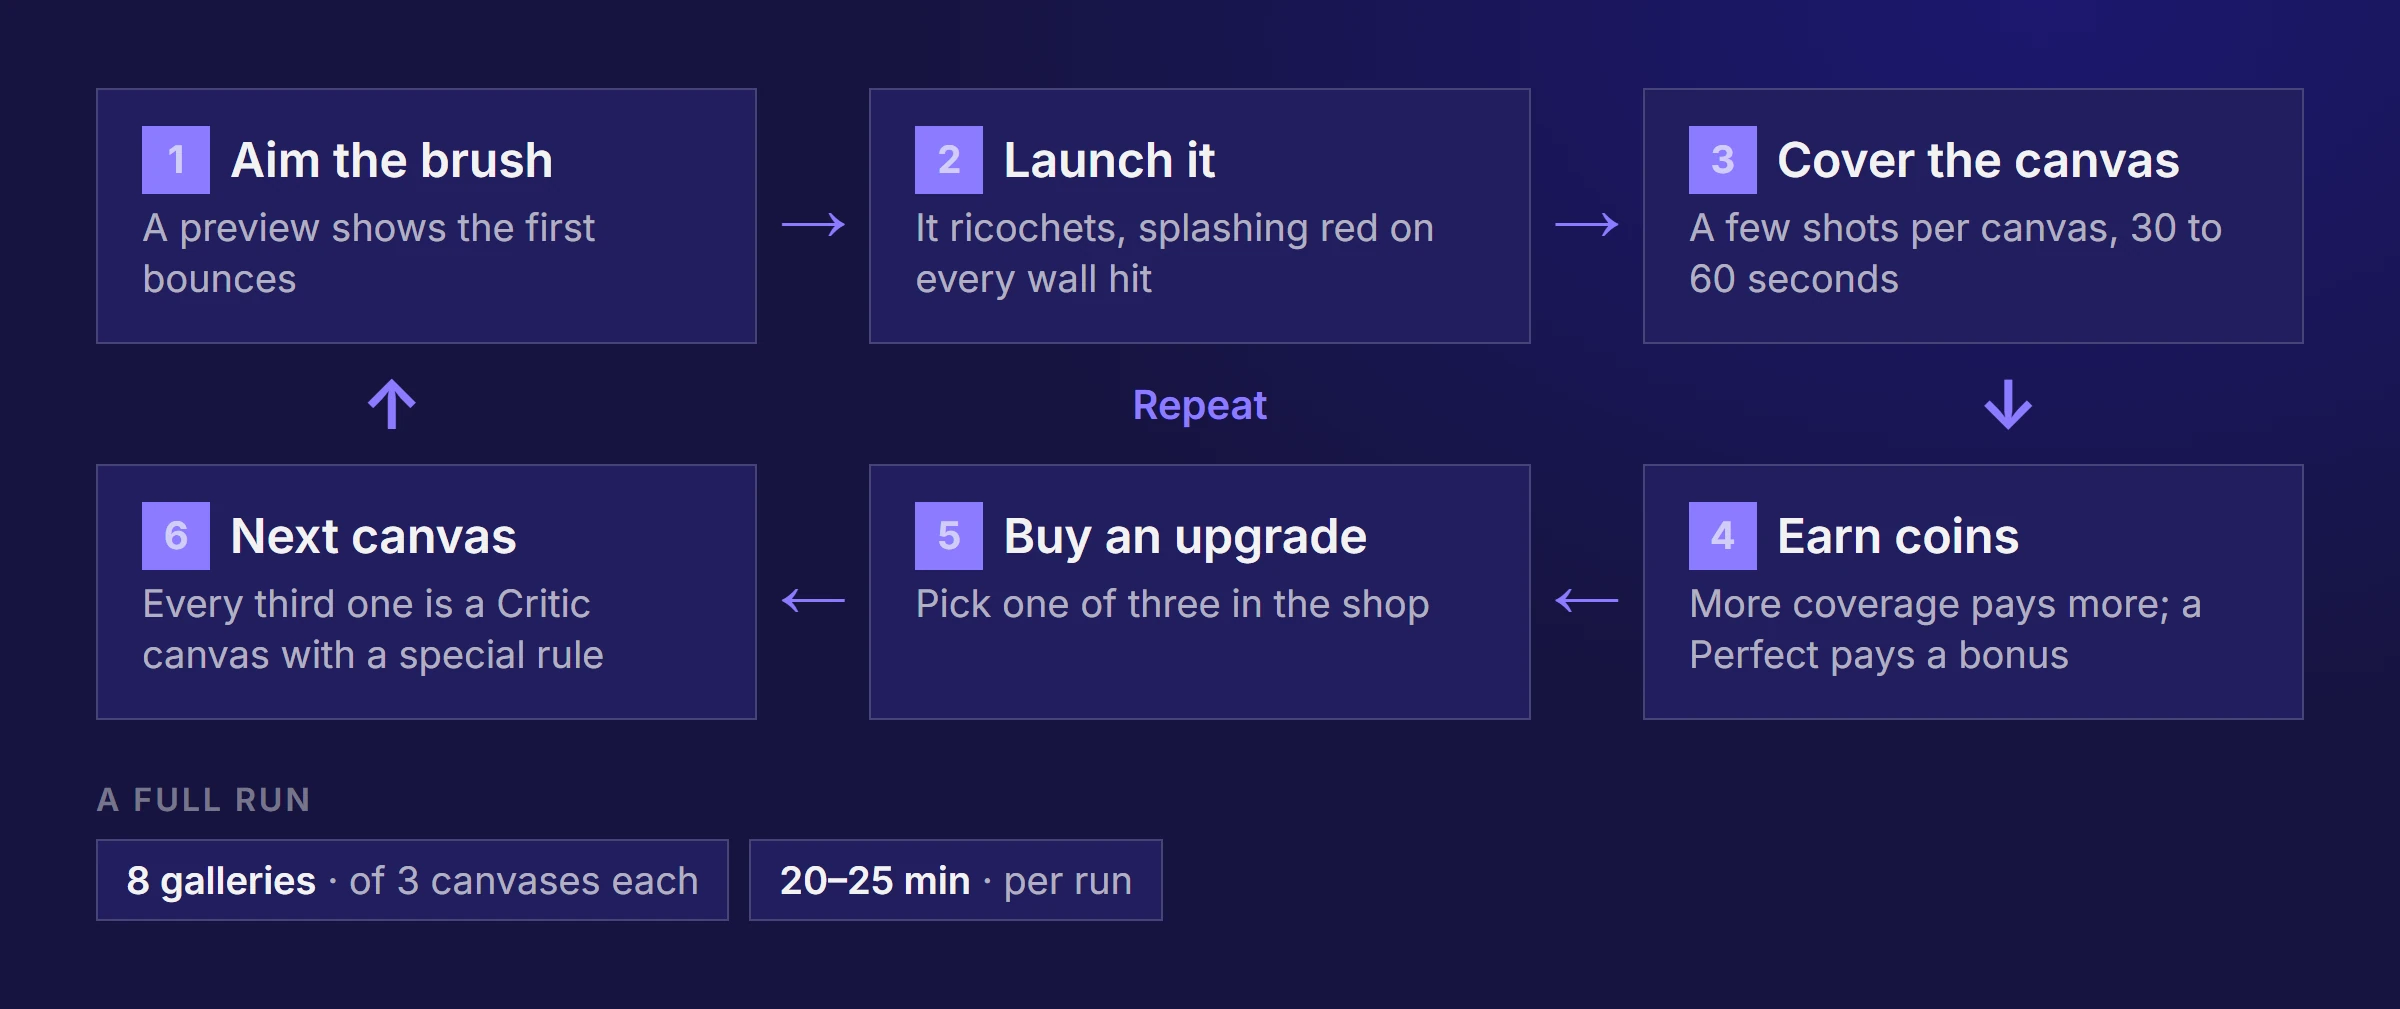 1 Aim the brush
A preview shows the first
bounces
→
2 Launch it
It ricochets, splashing red on
every wall hit
→
3 Cover the canvas
A few shots per canvas, 30 to
60 seconds
↑
Repeat
↓
6 Next canvas
Every third one is a Critic
canvas with a special rule
←
5 Buy an upgrade
Pick one of three in the shop
←
4 Earn coins
More coverage pays more; a
Perfect pays a bonus
A FULL RUN
8 galleries · of 3 canvases each
20–25 min · per run